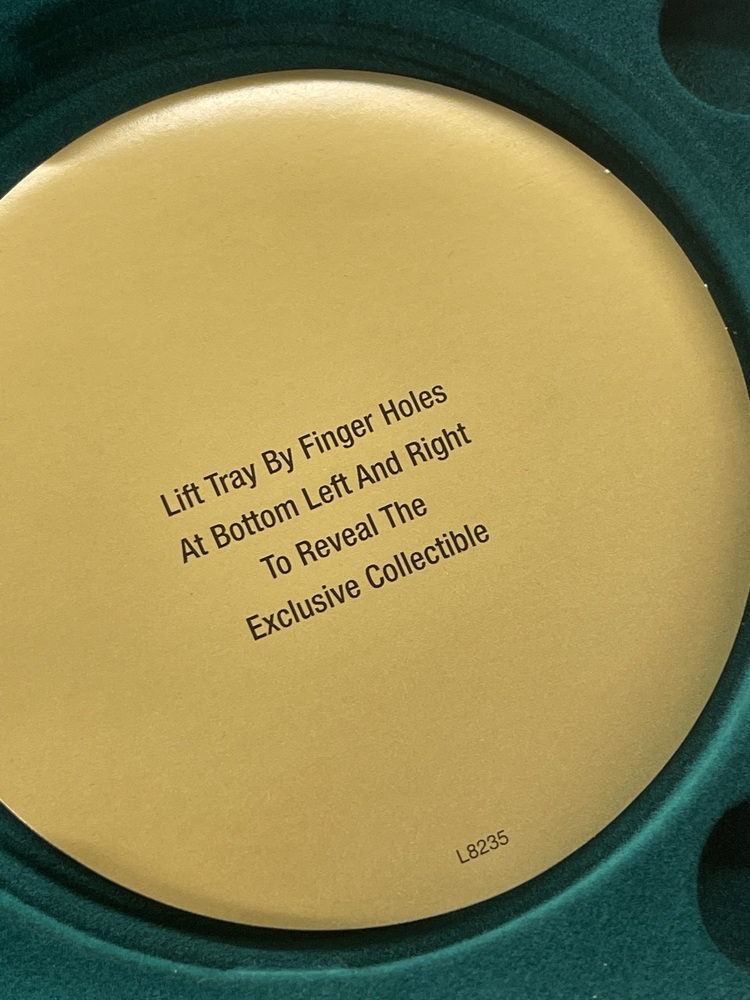 Lift Tray By Finger Holes
At Bottom Left And Right
To Reveal The
Exclusive Collectible
L8235